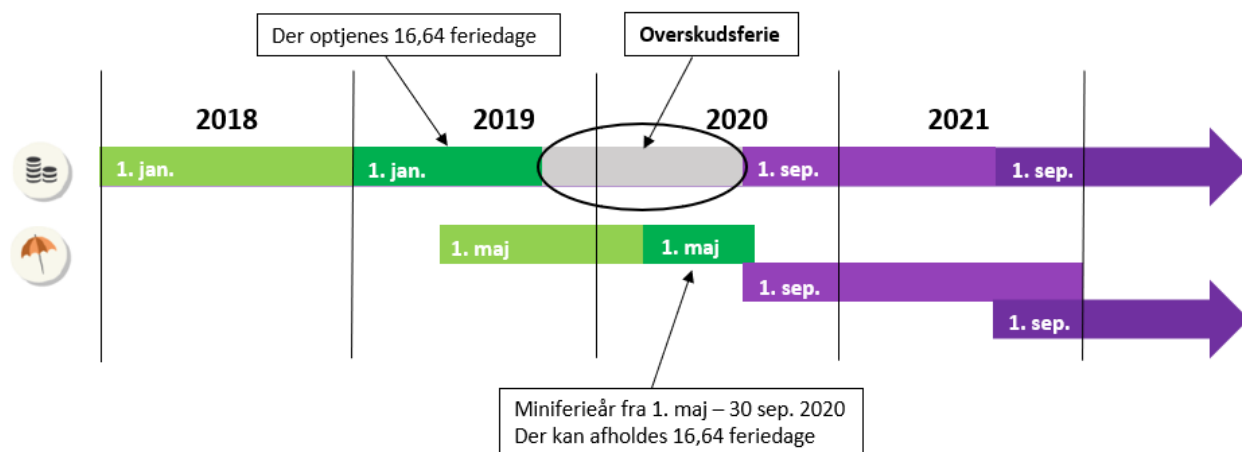 Der optjenes 16,64 feriedage
Overskudsferie
2018
2019
2020
2021
1. jan.
1. jan.
1. sep.
1. sep.
1. maj
1. maj
1. sep.
1. sep.
Miniferieår fra 1. maj – 30 sep. 2020
Der kan afholdes 16,64 feriedage